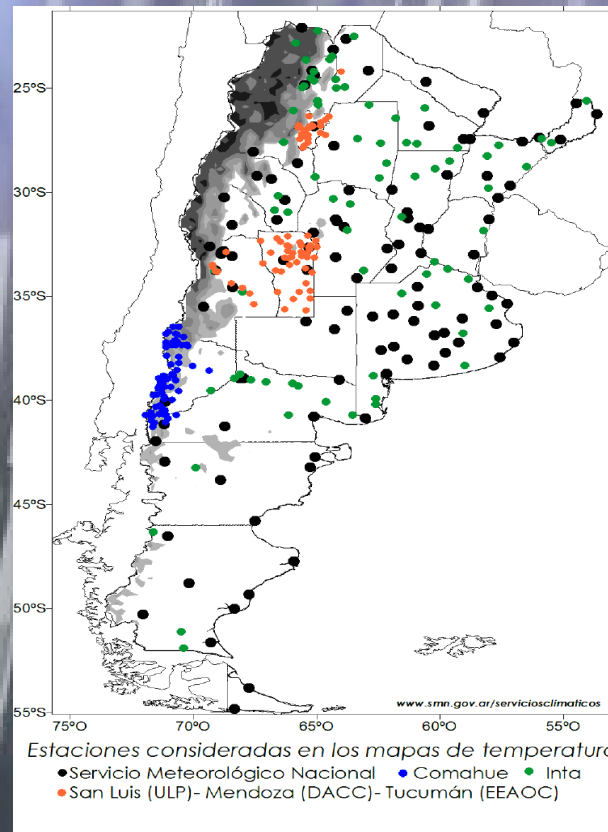 25°S
30°S
35°S
40°S
45°S
50°S
55°S
75°O
70°O
65°O
60°O
55°O
www.smn.gov.ar/serviciosclimaticos
Estaciones consideradas en los mapas de temperatura
Servicio Meteorológico Nacional Comahue Inta
San Luis (ULP)- Mendoza (DACC)- Tucumán (EEAOC)